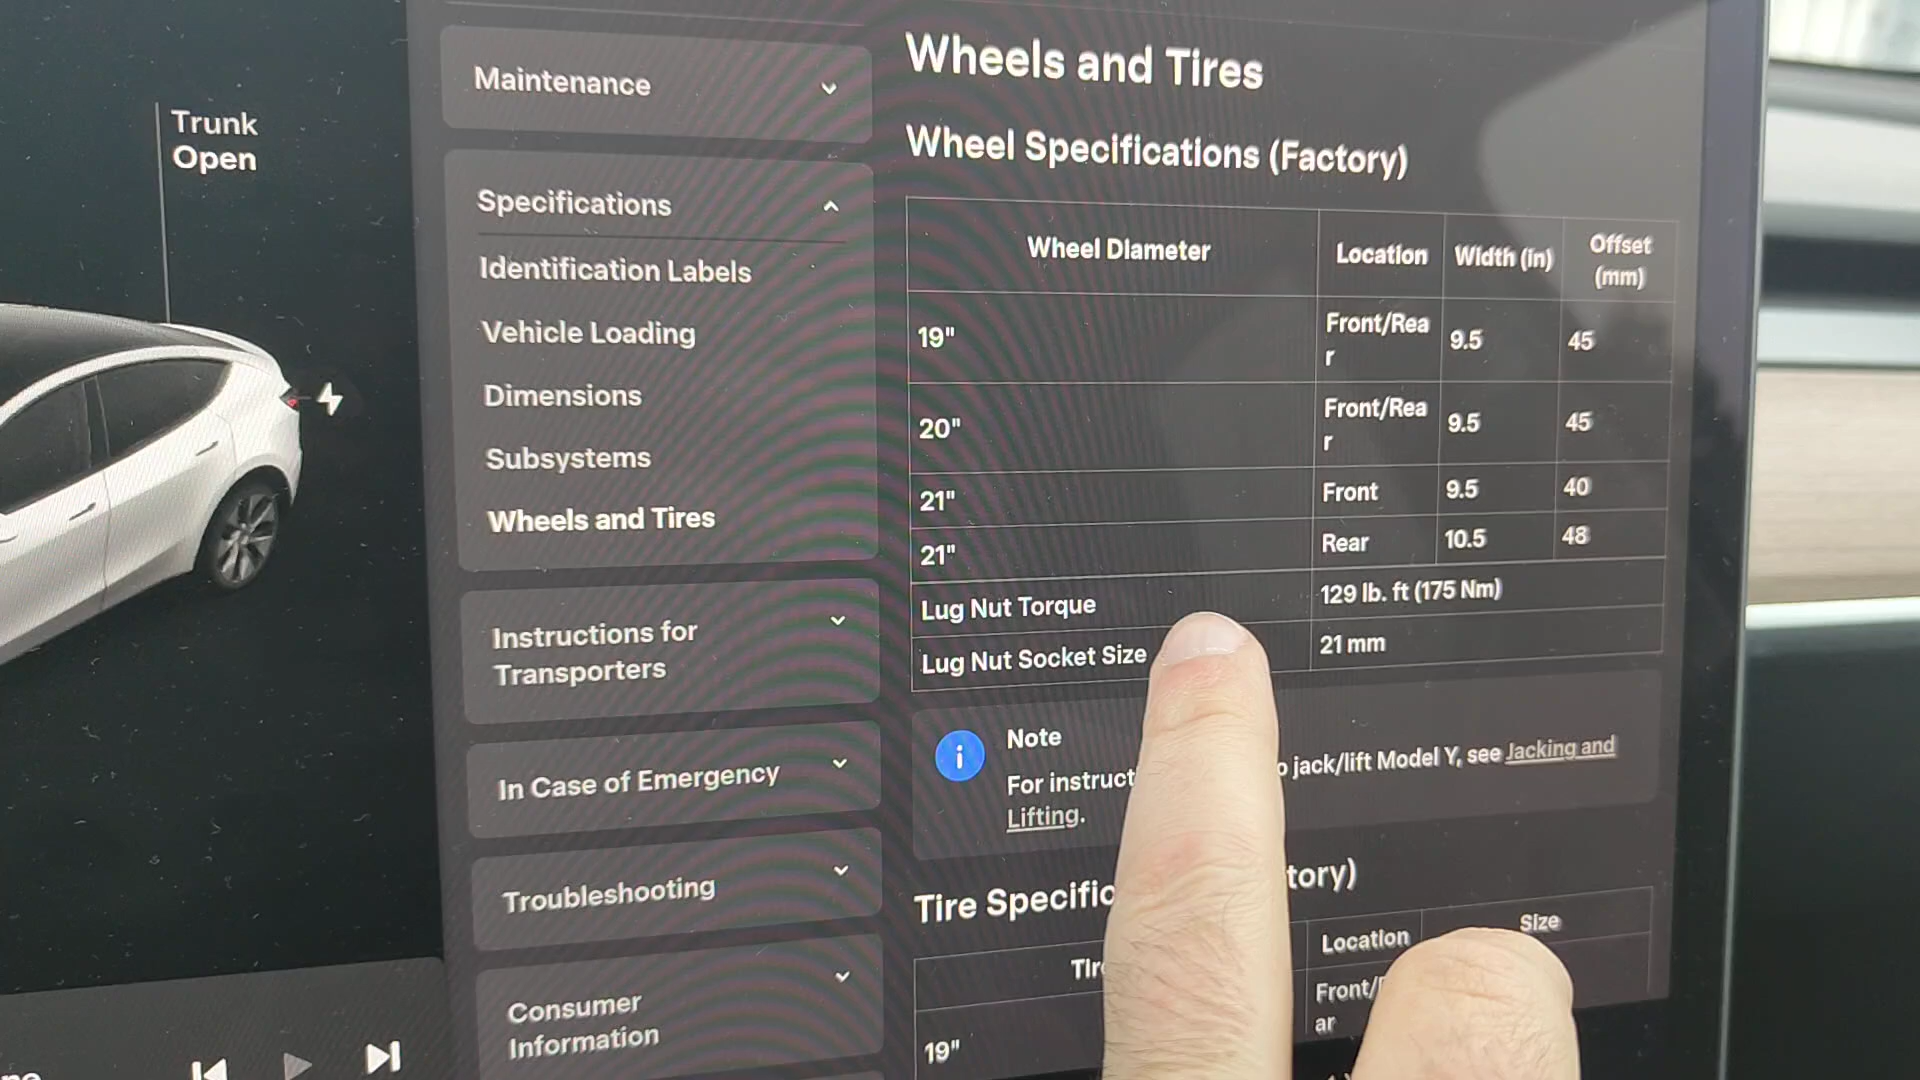 Trunk
Open
Maintenance
Specifications
Identification Labels
Vehicle Loading
Dimensions
Subsystems
Wheels and Tires
Instructions for
Transporters
In Case of Emergency
Troubleshooting
Consumer
Information
Wheels and Tires
Wheel Specifications (Factory)
Wheel Diameter Location Width (in) Offset
(mm)
19" Front/Rea
r 9.5 45
20" Front/Rea
r 9.5 45
21" Front 9.5 40
21" Rear 10.5 48
Lug Nut Torque 129 lb. ft (175 Nm)
Lug Nut Socket Size 21 mm
Note
For jack/lift Model Y, see Jacking and
Lifting.
Tire
Location Size
ar
19"